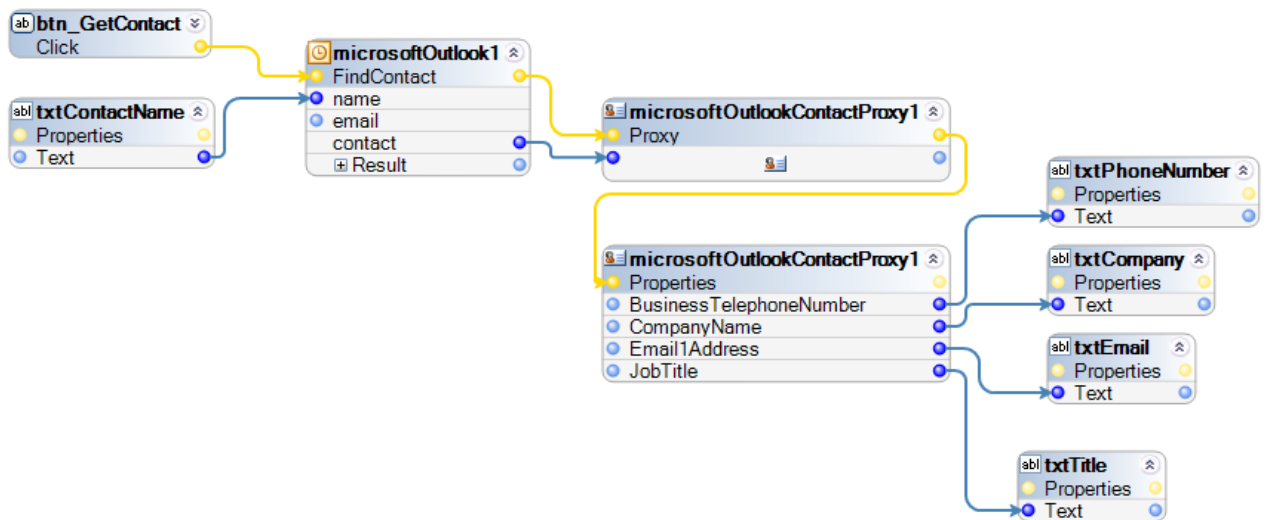 btn_GetContact
Click
txtContactName
Properties
Text
microsoftOutlook1
FindContact
name
email
contact
Result
microsoftOutlookContactProxy1
Proxy
microsoftOutlookContactProxy1
Properties
BusinessTelephoneNumber
CompanyName
Email1Address
JobTitle
txtPhoneNumber
Properties
Text
txtCompany
Properties
Text
txtEmail
Properties
Text
txtTitle
Properties
Text